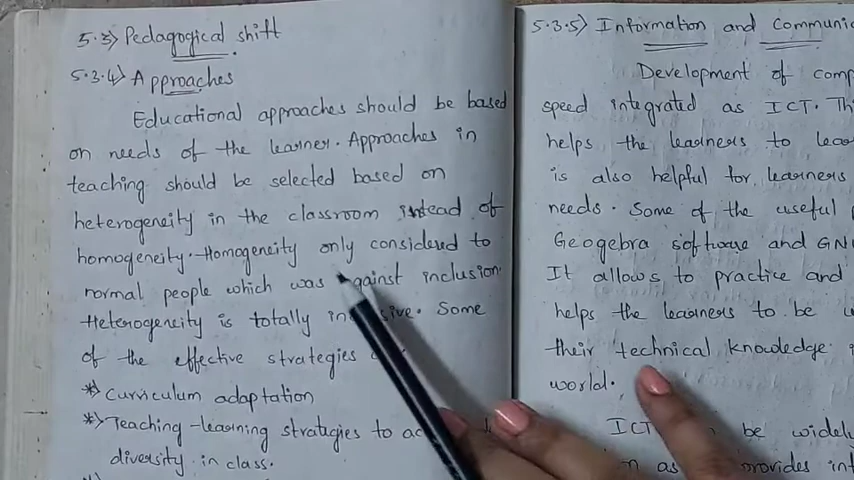 5.3) Pedagogical shift
5.3.4) Approaches
Educational approaches should be based
on needs of the learner. Approaches in
teaching should be selected based on
heterogeneity in the classroom instead of
homogeneity. Homogeneity only considered to
normal people which was against inclusion.
Heterogeneity is totally Some
of the effective strategies
*) Curriculum adaptation
*) Teaching-learning strategies to
diversity in class.
5.3.5) Information and
Development of
speed integrated as ICT.
helps the leadners to
is also helpful for learners
needs. Some of the useful
Geogebra software and
It allows to practice and
helps the learners to be
their technical knowledge
world.
ICT be widely
as provides